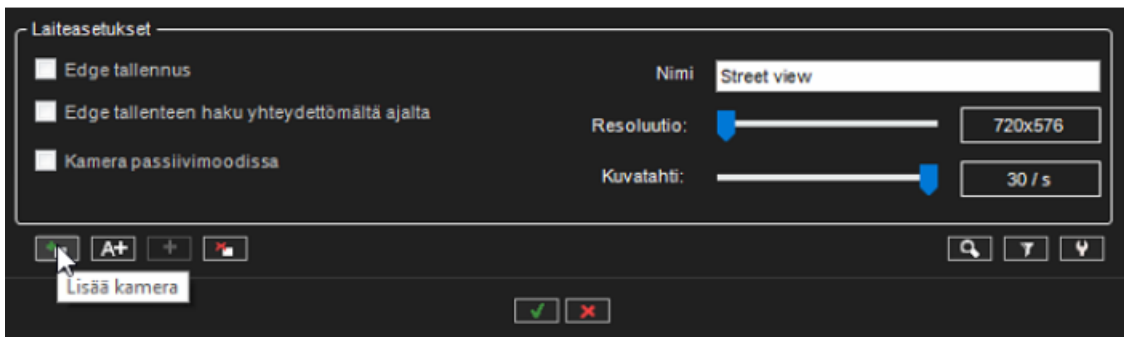 Laiteasetukset
Edge tallennus
Nimi
Street view
Edge tallenteen haku yhteydettömältä ajalta
Resoluutio:
720x576
Kamera passiivimoodissa
Kuvatahti:
30 / s
A+
Lisää kamera